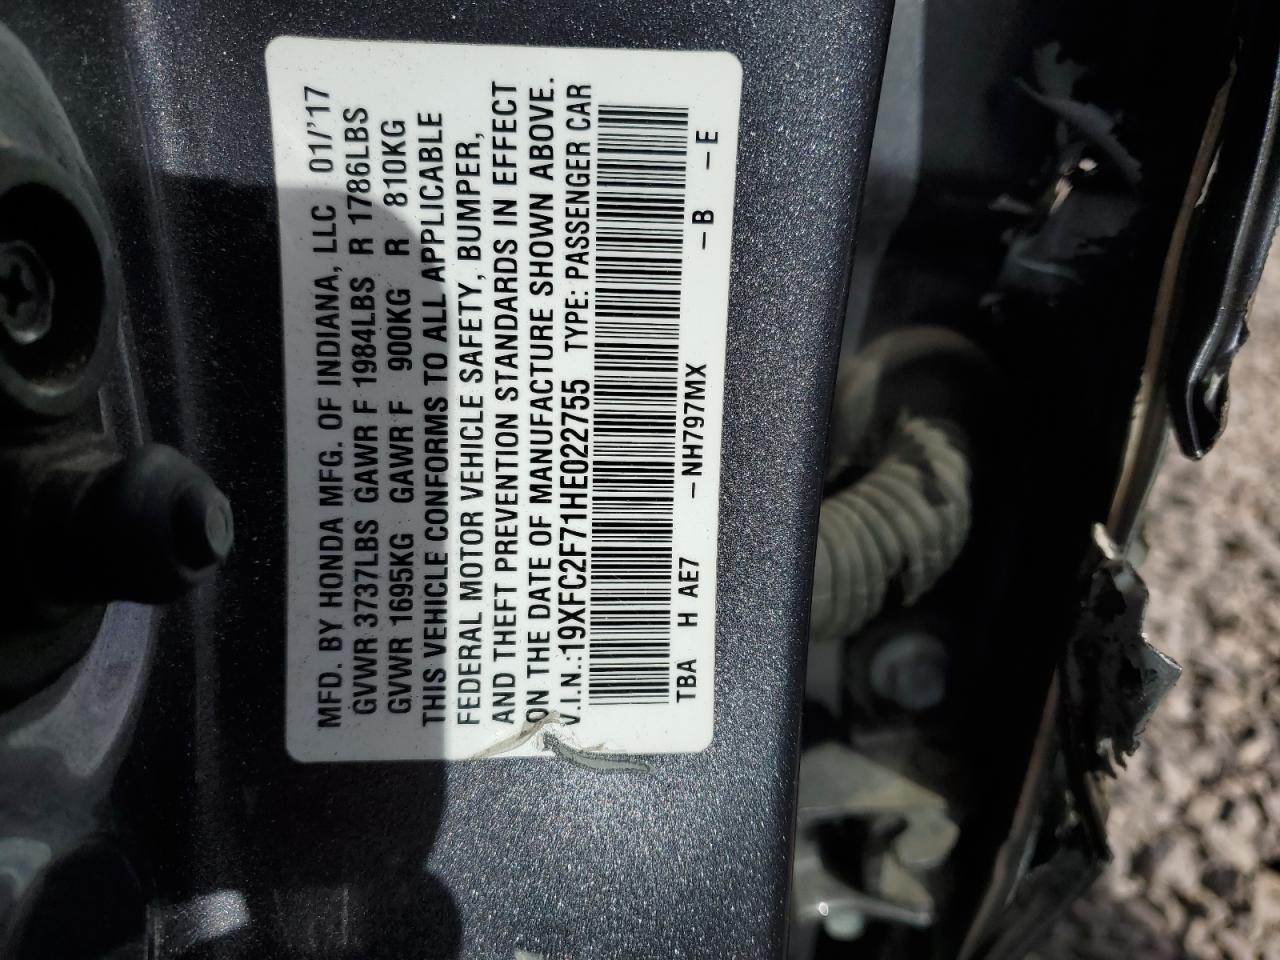 MFD. BY HONDA MFG. OF INDIANA, LLC 01/'17
GVWR 3737LBS GAWR F 1984LBS R 1786LBS
GVWR 1695KG GAWR F 900KG R 810KG
THIS VEHICLE CONFORMS TO ALL APPLICABLE
FEDERAL MOTOR VEHICLE SAFETY, BUMPER,
AND THEFT PREVENTION STANDARDS IN EFFECT
ON THE DATE OF MANUFACTURE SHOWN ABOVE.
V.I.N.:19XFC2F71HE022755 TYPE: PASSENGER CAR
TBA H AE7 –NH797MX –B –E